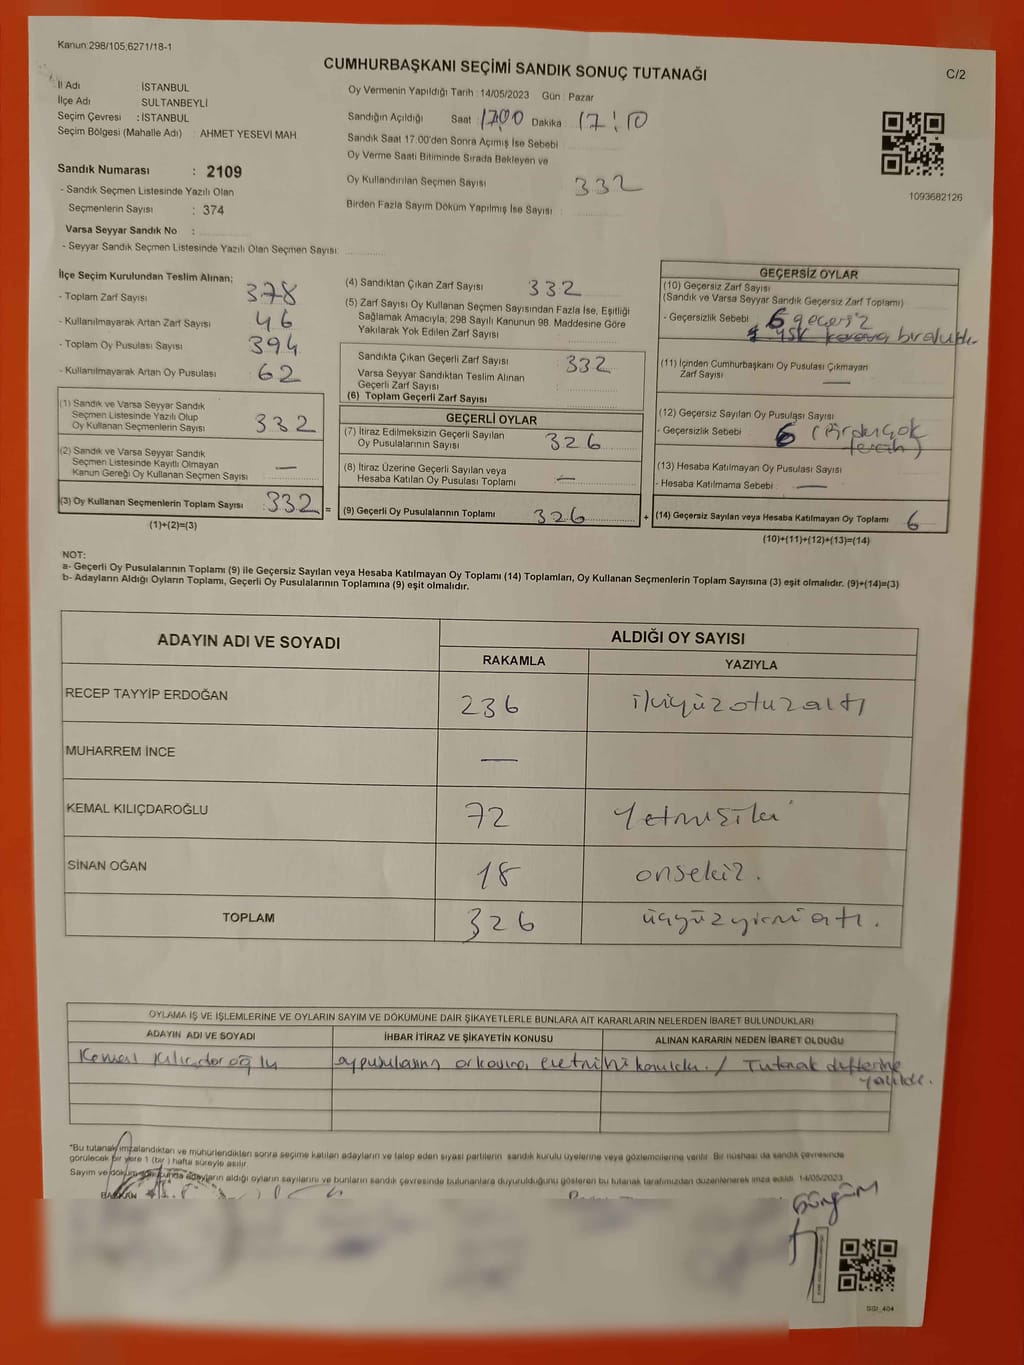 Kanun:298/105;6271/18-1
CUMHURBAŞKANI SEÇİMİ SANDIK SONUÇ TUTANAĞI
C/2
İl Adı İSTANBUL
İlçe Adı SULTANBEYLİ
Seçim Çevresi : İSTANBUL
Seçim Bölgesi (Mahalle Adı) : AHMET YESEVI MAH
Sandık Numarası : 2109
- Sandık Seçmen Listesinde Yazılı Olan
Seçmenlerin Sayısı : 374
Varsa Seyyar Sandık No :
- Seyyar Sandık Seçmen Listesinde Yazılı Olan Seçmen Sayısı:
Oy Vermenin Yapıldığı Tarih :14/05/2023 Gün : Pazar
Sandığın Açıldığı Saat 17.00 Dakika 17:10
Sandık Saat 17.00'den Sonra Açımış İse Sebebi
Oy Verme Saati Bitiminde Sırada Bekleyen ve
Oy Kullandırılan Seçmen Sayısı 332
Birden Fazla Sayım Döküm Yapılmış İse Sayısı :
1093682126
İlçe Seçim Kurulundan Teslim Alınan;
- Toplam Zarf Sayısı 378
- Kullanılmayarak Artan Zarf Sayısı 46
- Toplam Oy Pusulası Sayısı 394
- Kullanılmayarak Artan Oy Pusulası 62
(1) Sandık ve Varsa Seyyar Sandık
Seçmen Listesinde Yazılı Olup
Oy Kullanan Seçmenlerin Sayısı 332
(2) Sandık ve Varsa Seyyar Sandık
Seçmen Listesinde Kayıtlı Olmayan
Kanun Gereği Oy Kullanan Seçmen Sayısı —
(3) Oy Kullanan Seçmenlerin Toplam Sayısı : 332 =
(1)+(2)=(3)
(4) Sandıktan Çıkan Zarf Sayısı 332
(5) Zarf Sayısı Oy Kullanan Seçmen Sayısından Fazla İse, Eşitliği
Sağlamak Amacıyla; 298 Sayılı Kanunun 98. Maddesine Göre
Yakılarak Yok Edilen Zarf Sayısı
Sandıkta Çıkan Geçerli Zarf Sayısı 332
Varsa Seyyar Sandıktan Teslim Alınan
Geçerli Zarf Sayısı
(6) Toplam Geçerli Zarf Sayısı
GEÇERLİ OYLAR
(7) İtiraz Edilmeksizin Geçerli Sayılan
Oy Pusulalarının Sayısı 326
(8) İtiraz Üzerine Geçerli Sayılan veya
Hesaba Katılan Oy Pusulası Toplamı —
(9) Geçerli Oy Pusulalarının Toplamı 326 +
GEÇERSİZ OYLAR
(10) Geçersiz Zarf Sayısı
(Sandık ve Varsa Seyyar Sandık Geçersiz Zarf Toplamı)
- Geçersizlik Sebebi 6 geçersiz
YSK
(11) İçinden Cumhurbaşkanı Oy Pusulası Çıkmayan
Zarf Sayısı —
(12) Geçersiz Sayılan Oy Pusulası Sayısı
- Geçersizlik Sebebi 6 (Birden çok
tercih)
(13) Hesaba Katılmayan Oy Pusulası Sayısı
- Hesaba Katılmama Sebebi —
(14) Geçersiz Sayılan veya Hesaba Katılmayan Oy Toplamı 6
(10)+(11)+(12)+(13)=(14)
NOT:
a- Geçerli Oy Pusulalarının Toplamı (9) ile Geçersiz Sayılan veya Hesaba Katılmayan Oy Toplamı (14) Toplamları, Oy Kullanan Seçmenlerin Toplam Sayısına (3) eşit olmalıdır. (9)+(14)=(3)
b- Adayların Aldığı Oyların Toplamı, Geçerli Oy Pusulalarının Toplamına (9) eşit olmalıdır.
ADAYIN ADI VE SOYADI ALDIĞI OY SAYISI
RAKAMLA YAZIYLA
RECEP TAYYİP ERDOĞAN 236 ikiyüzotuzaltı
MUHARREM İNCE —
KEMAL KILIÇDAROĞLU 72 Yetmişiki
SİNAN OĞAN 18 onsekiz.
TOPLAM 326 üçyüzyirmialtı.
OYLAMA İŞ VE İŞLEMLERİNE VE OYLARIN SAYIM VE DÖKÜMÜNE DAİR ŞİKAYETLERLE BUNLARA AİT KARARLARIN NELERDEN İBARET BULUNDUKLARI
ADAYIN ADI VE SOYADI İHBAR İTİRAZ VE ŞİKAYETİN KONUSU ALINAN KARARIN NEDEN İBARET OLDUĞU
Kemal Kılıçdaroğlu oy pusulasının arkasına / Tutanak defterine
yazıldı.
"Bu tutanak imzalandıktan ve mühürlendikten sonra seçime katılan adayların ve talep eden siyasi partilerin sandık kurulu üyelerine veya gözlemcilerine verilir. Bir nüshası da sandık çevresinde
görülecek bir yere 1 (bir) hafta süreyle asılır.
Sayım ve döküm sonucunda adayların aldığı oyların sayılarını ve bunların sandık çevresinde bulunanlara duyurulduğunu gösteren bu tutanak tarafımızdan düzenlenerek imza edildi. 14/05/2023
BAŞKAN
SGI_404